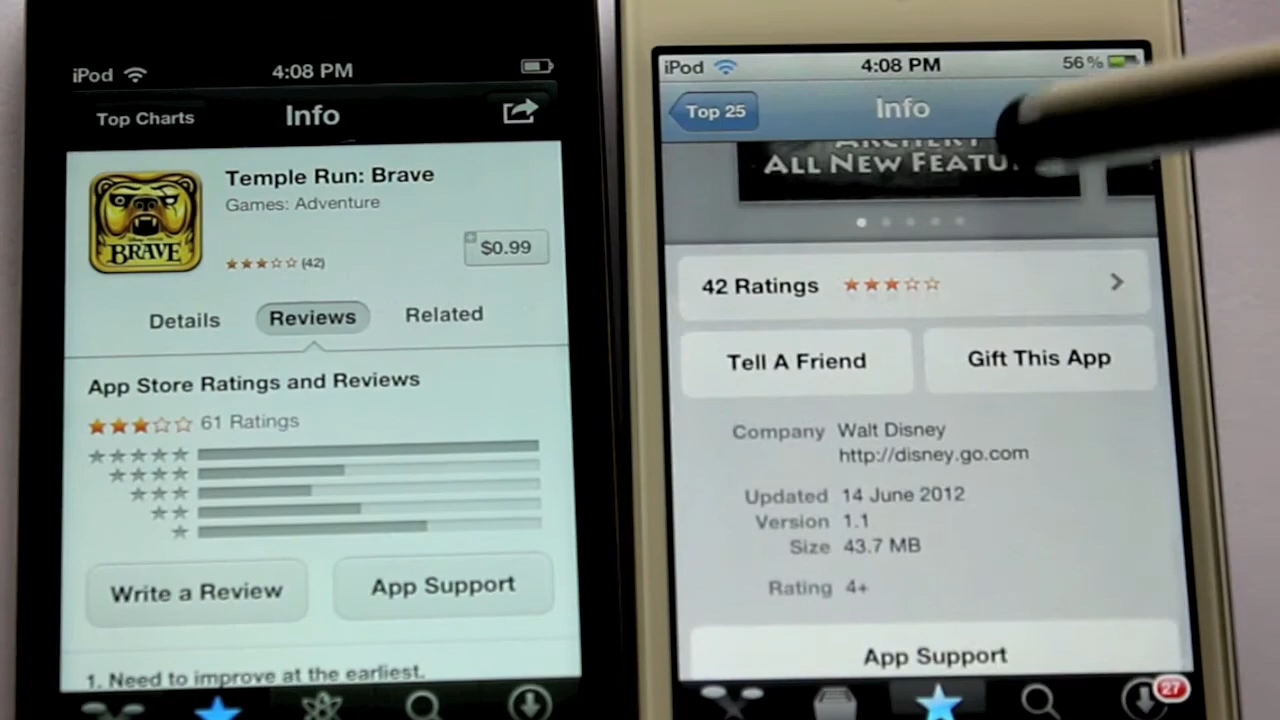 iPod 4:08 PM
Top Charts Info
Temple Run: Brave
Games: Adventure
BRAVE
(42) $0.99
Details Reviews Related
App Store Ratings and Reviews
61 Ratings
Write a Review App Support
1. Need to improve at the earliest.
iPod 4:08 PM 56%
Top 25 Info
ARCHERY
ALL NEW FEATU
42 Ratings
Tell A Friend Gift This App
Company Walt Disney
http://disney.go.com
Updated 14 June 2012
Version 1.1
Size 43.7 MB
Rating 4+
App Support
27